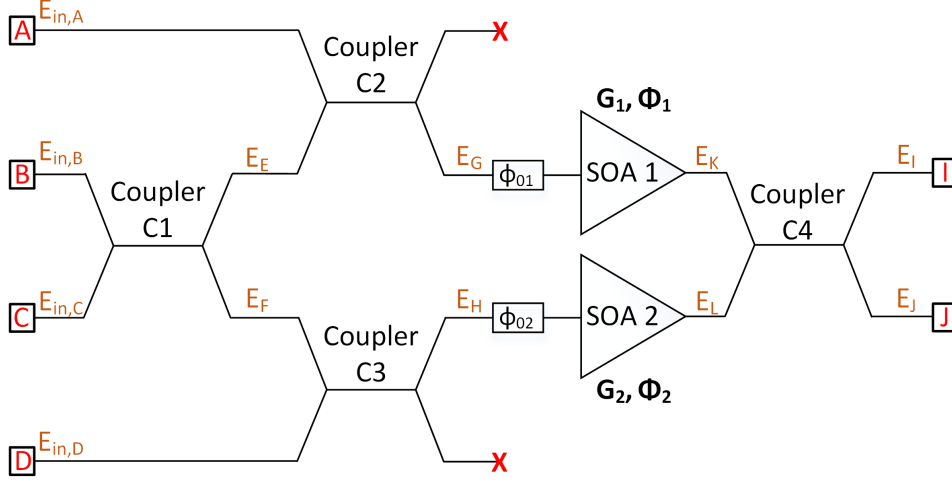 A E_in,A
Coupler
C2
X
B E_in,B
E_E
Coupler
C1
E_G
ϕ₀₁
G₁, Φ₁
SOA 1
E_K
Coupler
C4
E_I
I
C E_in,C
E_F
Coupler
C3
E_H
ϕ₀₂
SOA 2
G₂, Φ₂
E_L
E_J
J
D E_in,D
X